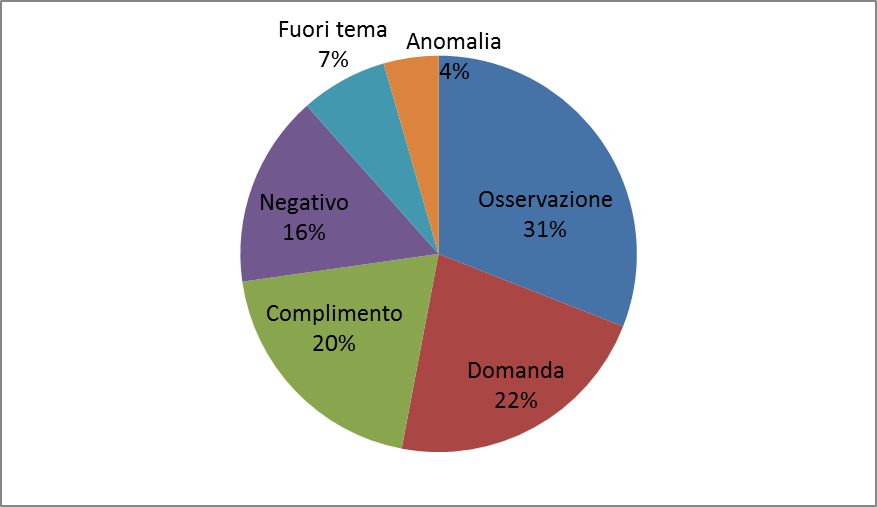 Fuori tema
7%
Anomalia
4%
Osservazione
31%
Negativo
16%
Complimento
20%
Domanda
22%